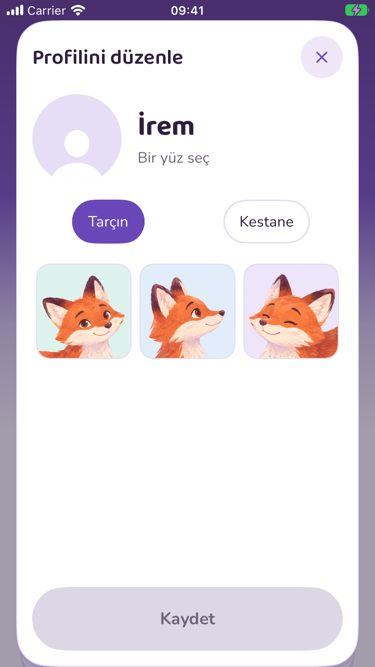 Carrier 09:41
Profilini düzenle
İrem
Bir yüz seç
Tarçın Kestane
Kaydet